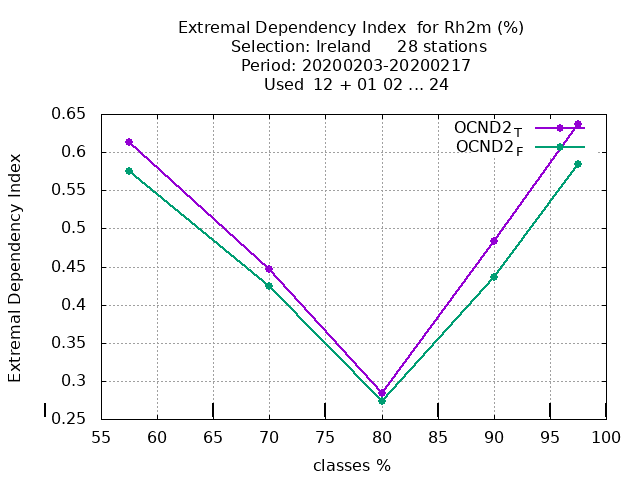 Extremal Dependency Index  for Rh2m (%)
Selection: Ireland     28 stations
Period: 20200203-20200217
Used  12 + 01 02 ... 24
Extremal Dependency Index
0.65
0.6
0.55
0.5
0.45
0.4
0.35
0.3
0.25
OCND2T
OCND2F
55 60 65 70 75 80 85 90 95 100
classes %